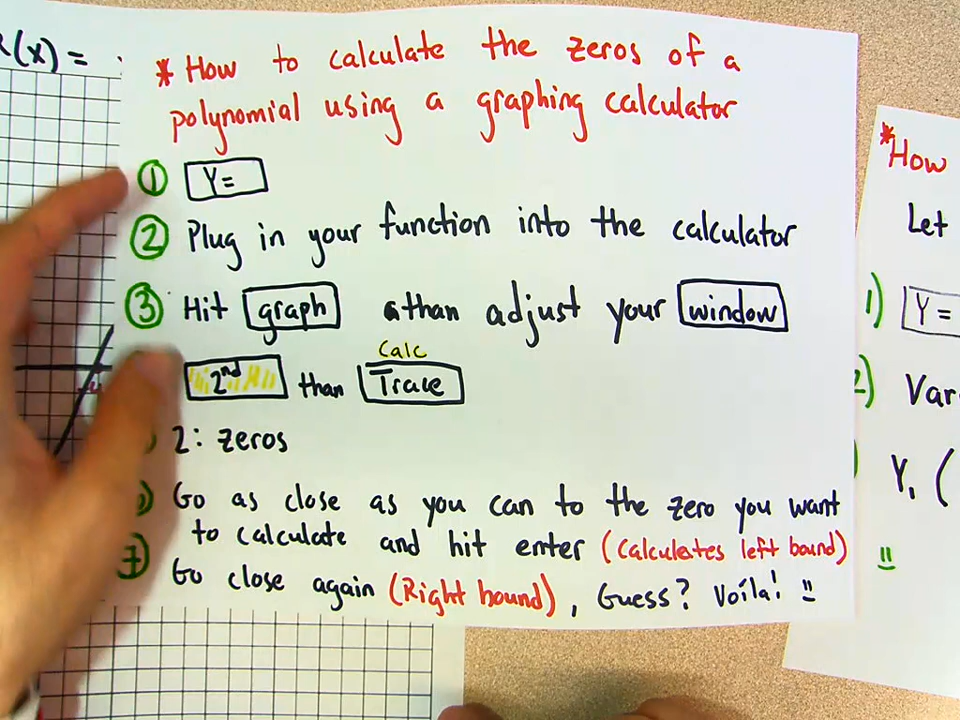 R(x) =
* How to calculate the zeros of a
polynomial using a graphing calculator
① Y=
② Plug in your function into the calculator
③ Hit graph than adjust your window
Calc
2nd than Trace
2: zeros
Go as close as you can to the zero you want
to calculate and hit enter (Calculates left bound)
7 Go close again (Right bound), Guess? Voíla! ¨
*How
Let
1) Y=
2) Var
Y₁ (